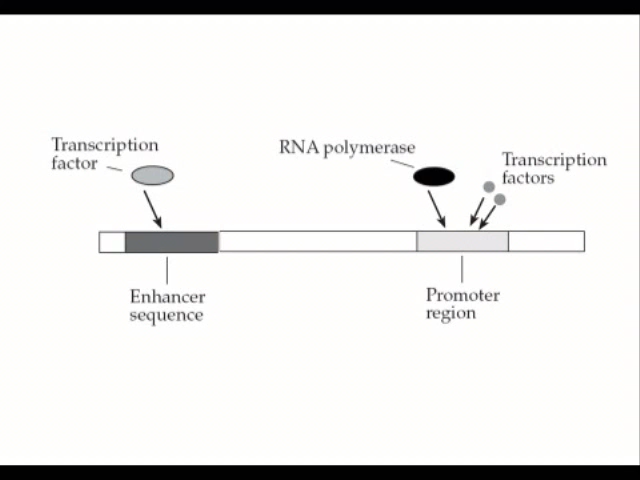 Transcription
factor
RNA polymerase
Transcription
factors
Enhancer
sequence
Promoter
region